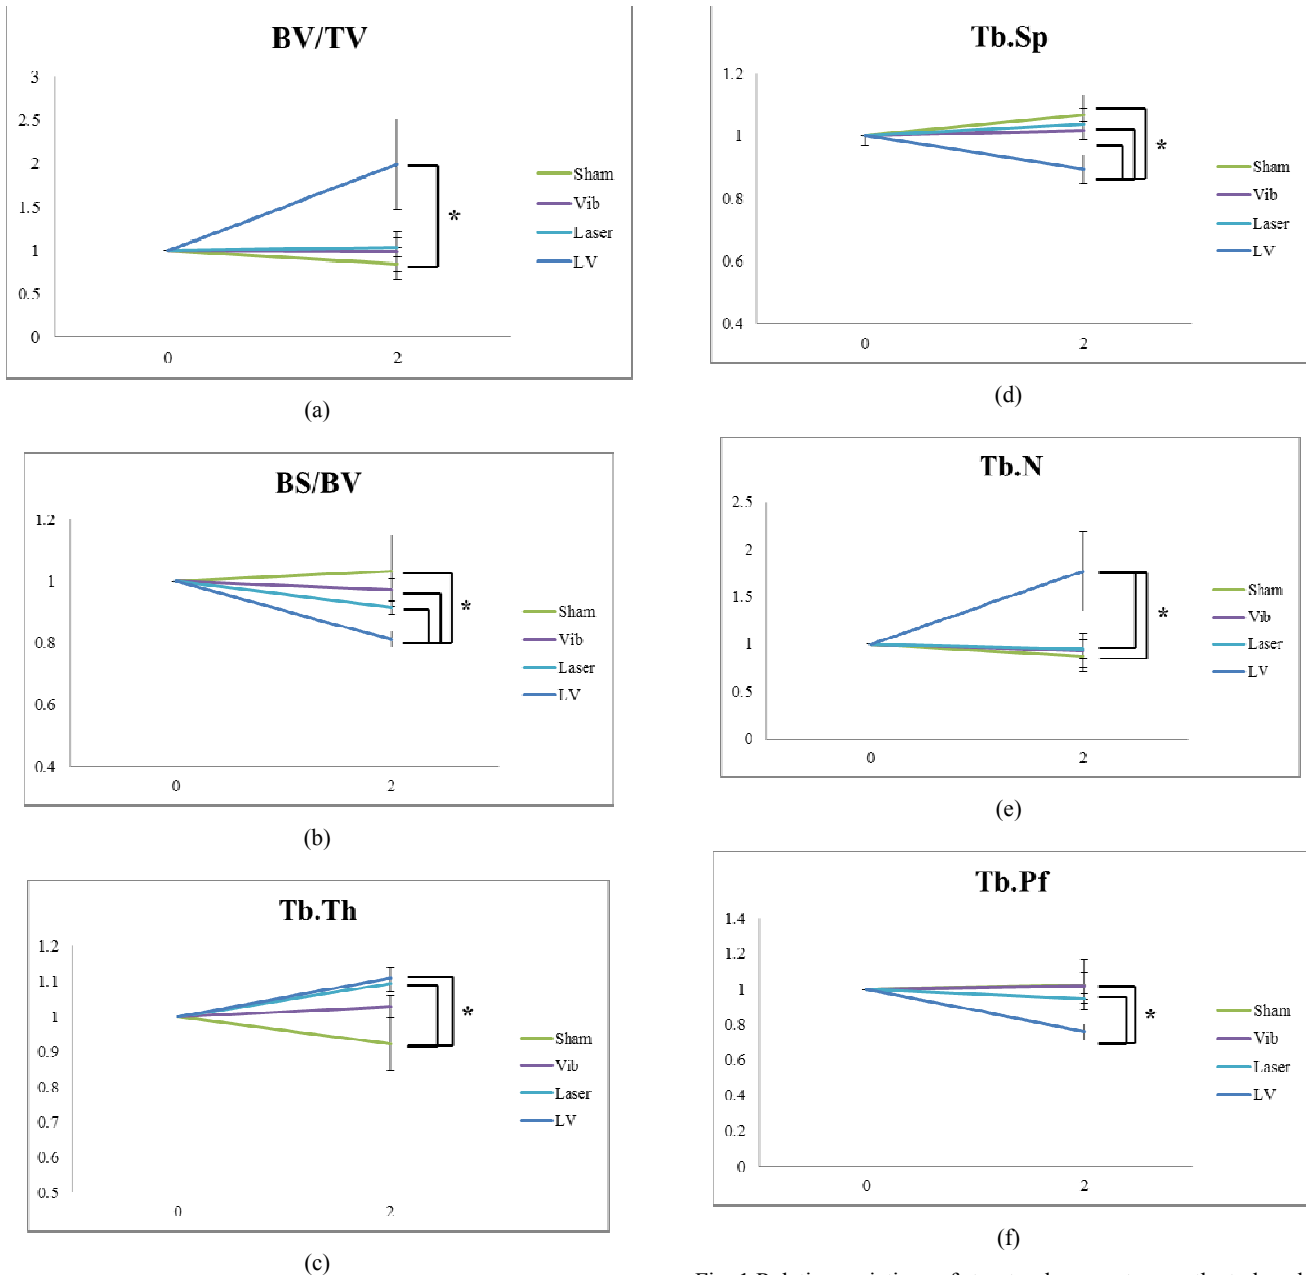 BV/TV
3
2.5
2
1.5
1
0.5
0
0 2
*
Sham
Vib
Laser
LV
(a)
BS/BV
1.2
1
0.8
0.6
0.4
0 2
*
Sham
Vib
Laser
LV
(b)
Tb.Th
1.2
1.1
1
0.9
0.8
0.7
0.6
0.5
0 2
*
Sham
Vib
Laser
LV
(c)
Tb.Sp
1.2
1
0.8
0.6
0.4
0 2
*
Sham
Vib
Laser
LV
(d)
Tb.N
2.5
2
1.5
1
0.5
0
0 2
*
Sham
Vib
Laser
LV
(e)
Tb.Pf
1.4
1.2
1
0.8
0.6
0.4
0.2
0
0 2
*
Sham
Vib
Laser
LV
(f)